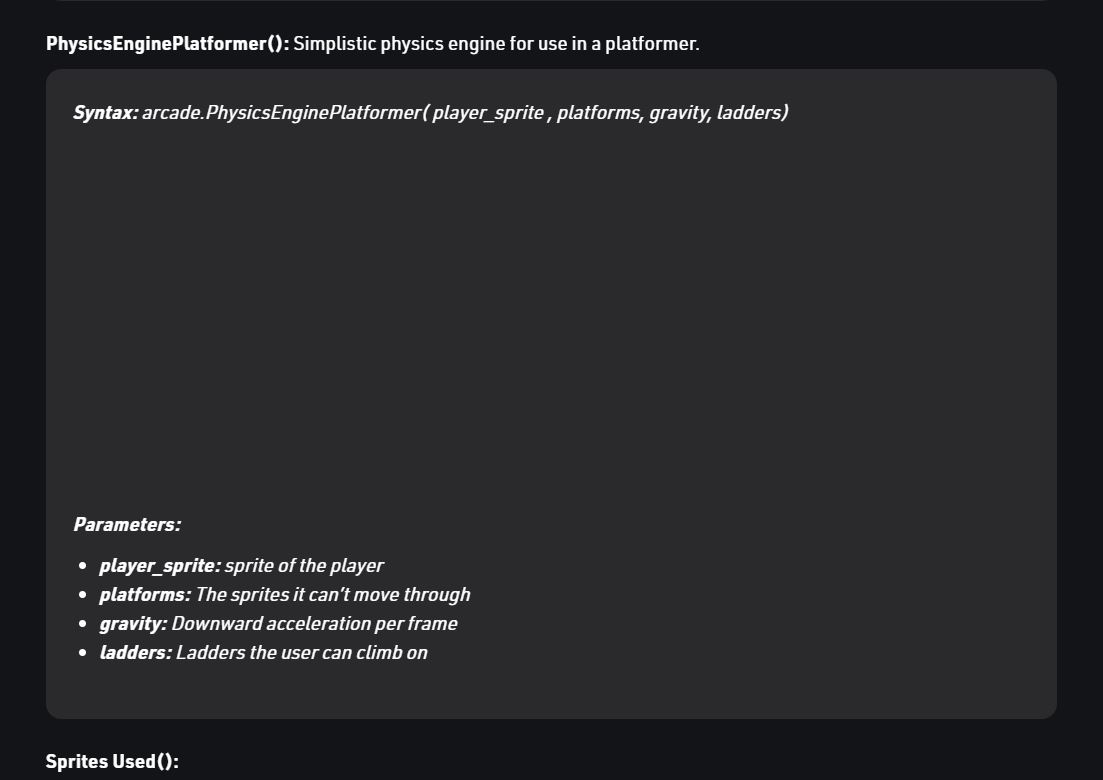 PhysicsEnginePlatformer(): Simplistic physics engine for use in a platformer.
Syntax: arcade.PhysicsEnginePlatformer( player_sprite , platforms, gravity, ladders)
Parameters:
• player_sprite: sprite of the player
• platforms: The sprites it can’t move through
• gravity: Downward acceleration per frame
• ladders: Ladders the user can climb on
Sprites Used():